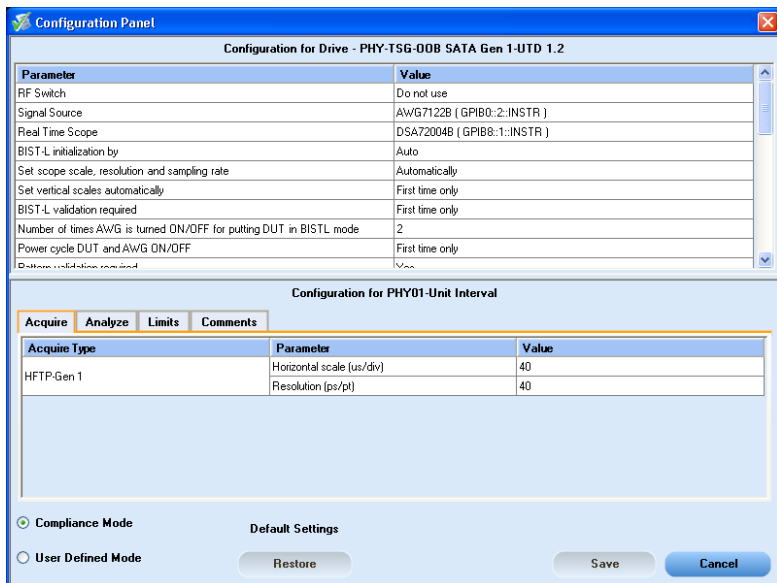 Configuration Panel
Configuration for Drive - PHY-TSG-OOB SATA Gen 1-UTD 1.2
Parameter Value
RF Switch Do not use
Signal Source AWG7122B ( GPIB0::2::INSTR )
Real Time Scope DSA72004B ( GPIB8::1::INSTR )
BIST-L initialization by Auto
Set scope scale, resolution and sampling rate Automatically
Set vertical scales automatically First time only
BIST-L validation required First time only
Number of times AWG is turned ON/OFF for putting DUT in BISTL mode 2
Power cycle DUT and AWG ON/OFF First time only
Pattern validation required Yes
Configuration for PHY01-Unit Interval
Acquire Analyze Limits Comments
Acquire Type Parameter Value
HFTP-Gen 1 Horizontal scale (us/div) 40
Resolution (ps/pt) 40
Compliance Mode Default Settings
User Defined Mode Restore Save Cancel